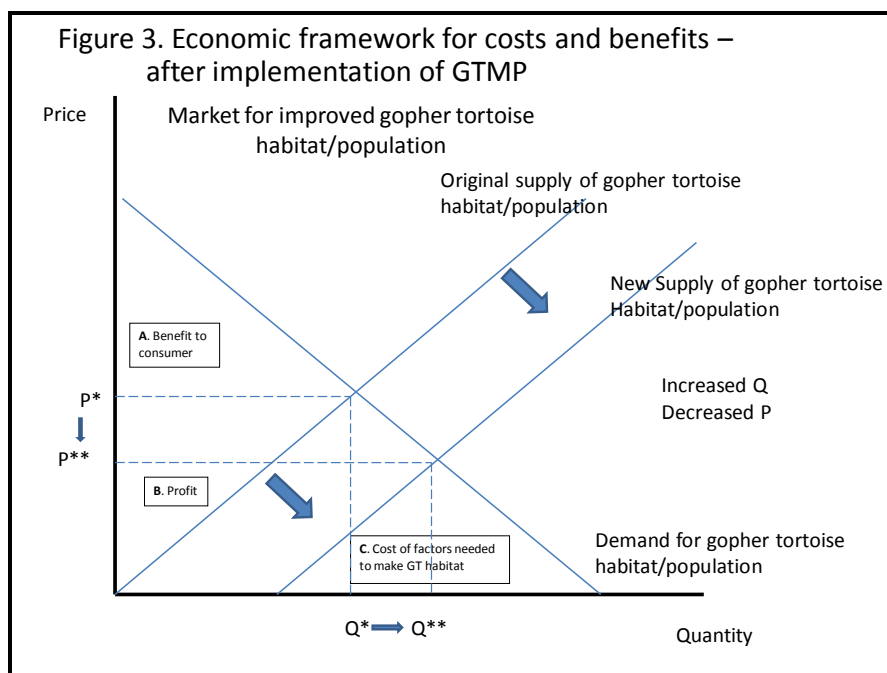 Figure 3. Economic framework for costs and benefits –
after implementation of GTMP
Price
Market for improved gopher tortoise
habitat/population
Original supply of gopher tortoise
habitat/population
New Supply of gopher tortoise
Habitat/population
A. Benefit to
consumer
Increased Q
Decreased P
P*
P**
B. Profit
C. Cost of factors needed
to make GT habitat
Demand for gopher tortoise
habitat/population
Q* Q**
Quantity